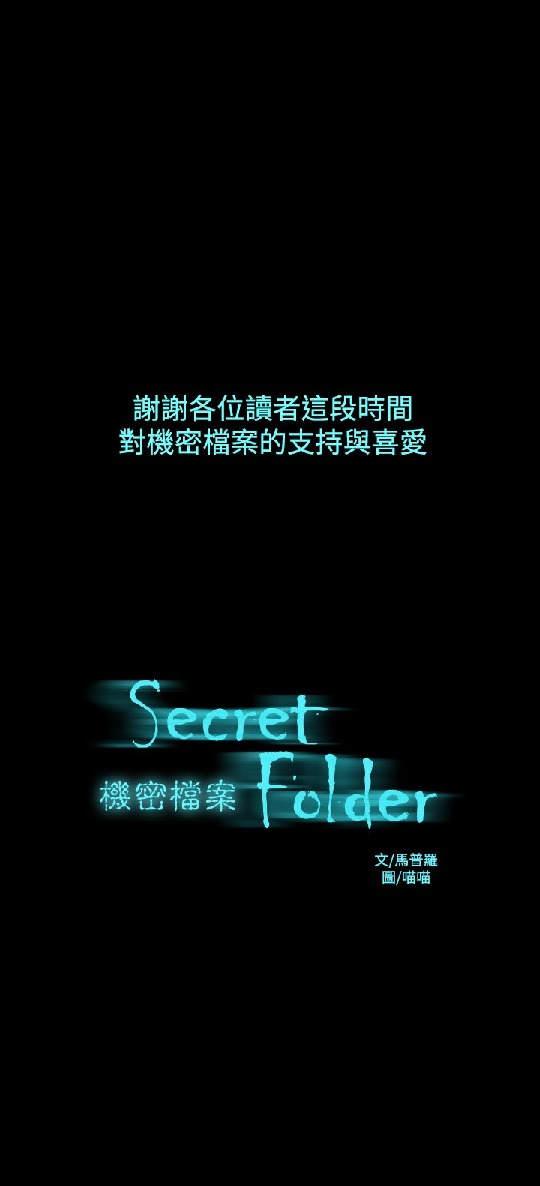 謝謝各位讀者這段時間
對機密檔案的支持與喜愛
Secret
Folder
機密檔案
文/馬普羅
圖/喵喵